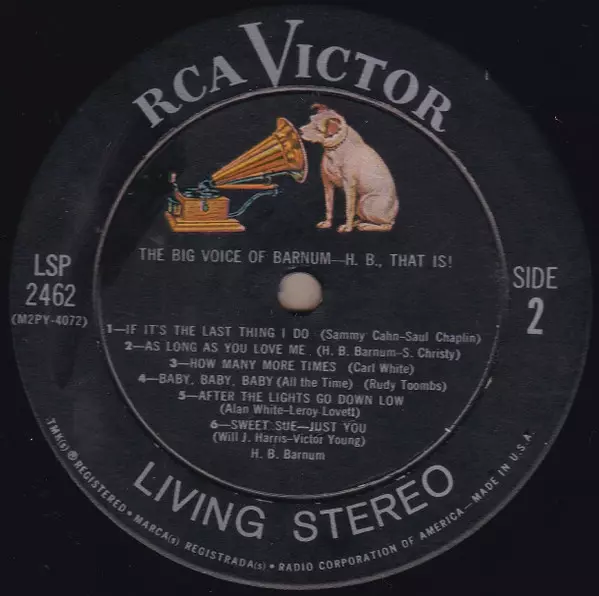 RCA VICTOR
THE BIG VOICE OF BARNUM—H. B., THAT IS!
LSP
2462
(M2PY-4072)
SIDE
2
1—IF IT'S THE LAST THING I DO (Sammy Cahn-Saul Chaplin)
2—AS LONG AS YOU LOVE ME (H. B. Barnum-S. Christy)
3—HOW MANY MORE TIMES (Carl White)
4—BABY, BABY, BABY (All the Time) (Rudy Toombs)
5—AFTER THE LIGHTS GO DOWN LOW
(Alan White-Leroy Lovett)
6—SWEET SUE—JUST YOU
(Will J. Harris-Victor Young)
H. B. Barnum
LIVING STEREO
TMK(s) ® REGISTERED • MARCA(s) REGISTRADA(s) • RADIO CORPORATION OF AMERICA—MADE IN U.S.A.